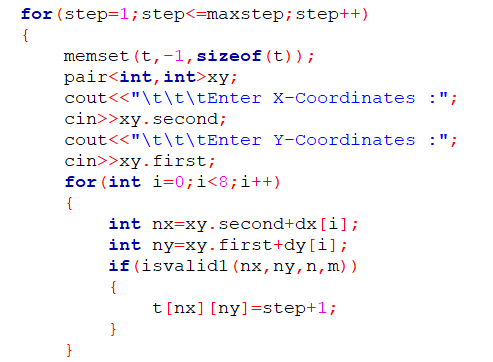 for(step=1;step<=maxstep;step++)
{
memset(t,-1,sizeof(t));
pair<int,int>xy;
cout<<"\t\t\tEnter X-Coordinates :";
cin>>xy.second;
cout<<"\t\t\tEnter Y-Coordinates :";
cin>>xy.first;
for(int i=0;i<8;i++)
{
int nx=xy.second+dx[i];
int ny=xy.first+dy[i];
if(isvalid1(nx,ny,n,m))
{
t[nx][ny]=step+1;
}
}